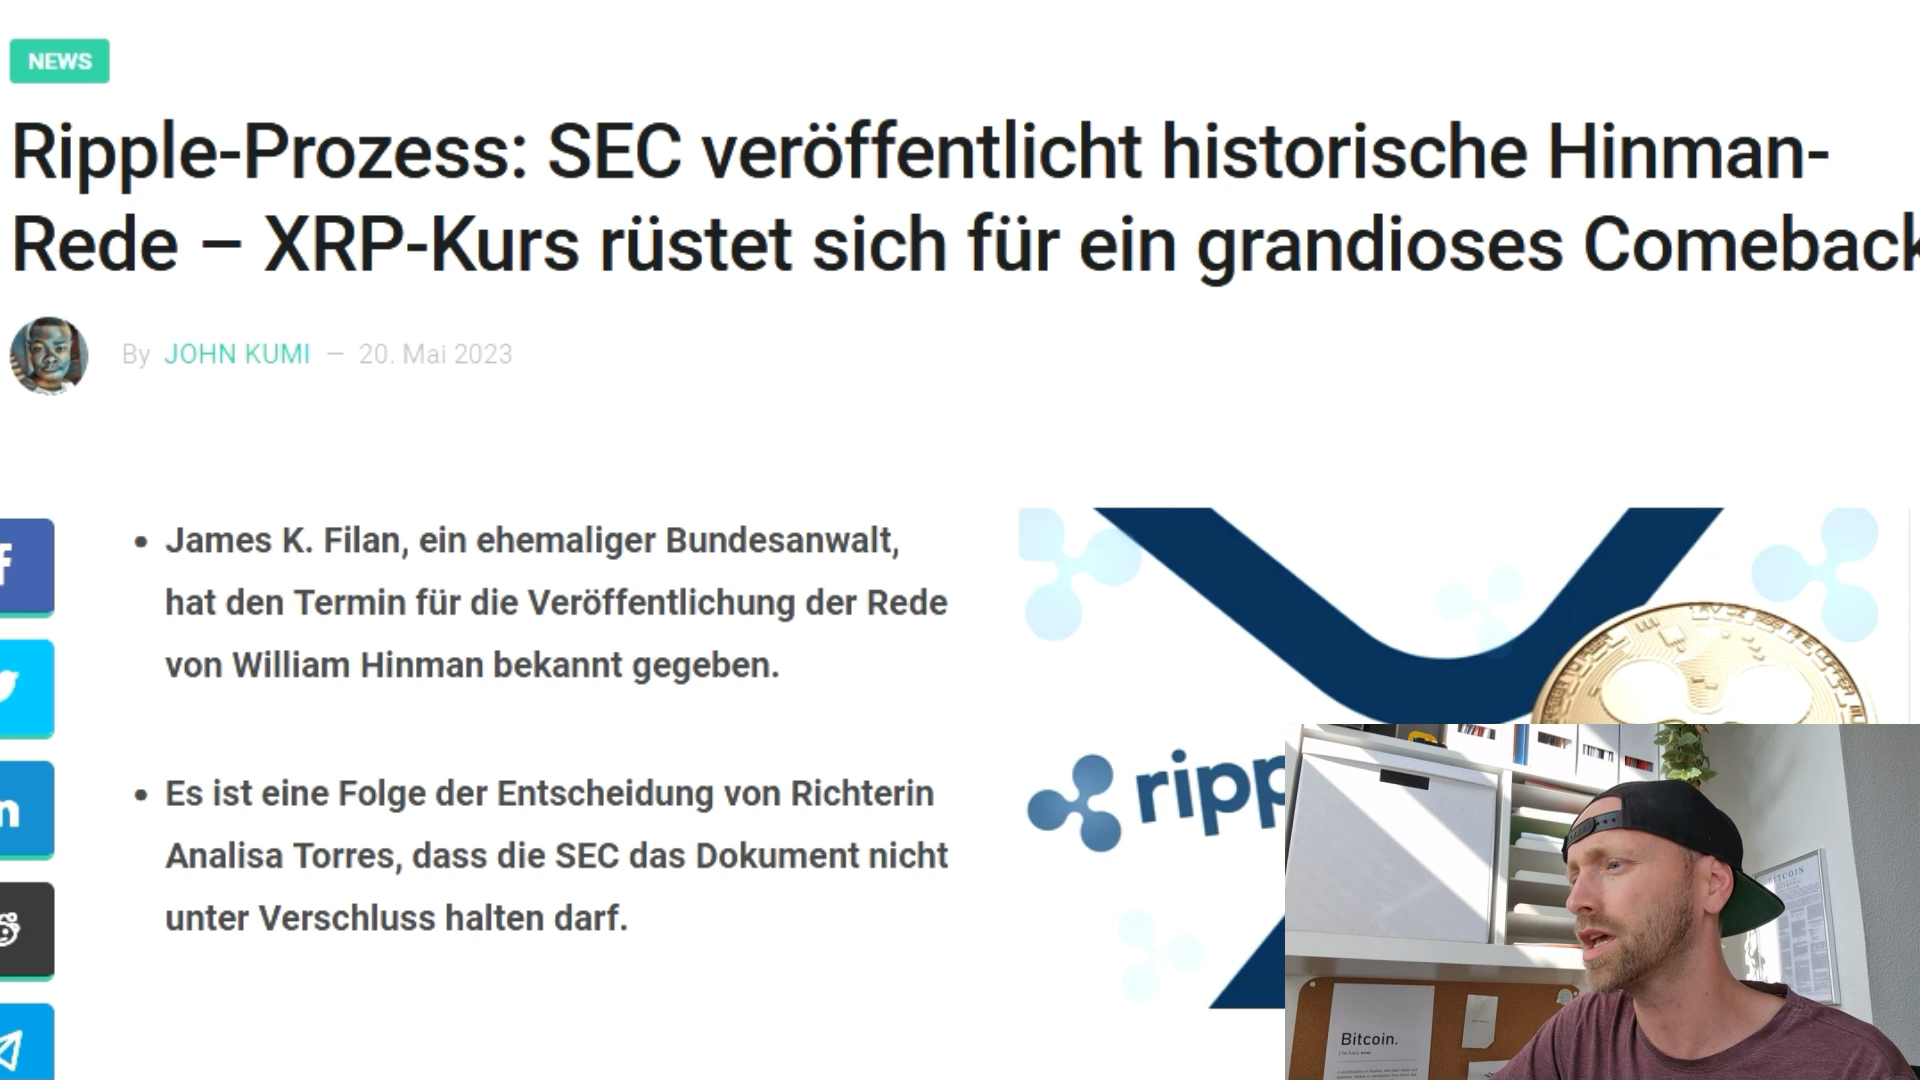 NEWS
Ripple-Prozess: SEC veröffentlicht historische Hinman-
Rede – XRP-Kurs rüstet sich für ein grandioses Comeback
By JOHN KUMI — 20. Mai 2023
James K. Filan, ein ehemaliger Bundesanwalt,
hat den Termin für die Veröffentlichung der Rede
von William Hinman bekannt gegeben.
Es ist eine Folge der Entscheidung von Richterin
Analisa Torres, dass die SEC das Dokument nicht
unter Verschluss halten darf.
ripp
BITCOIN
Bitcoin.